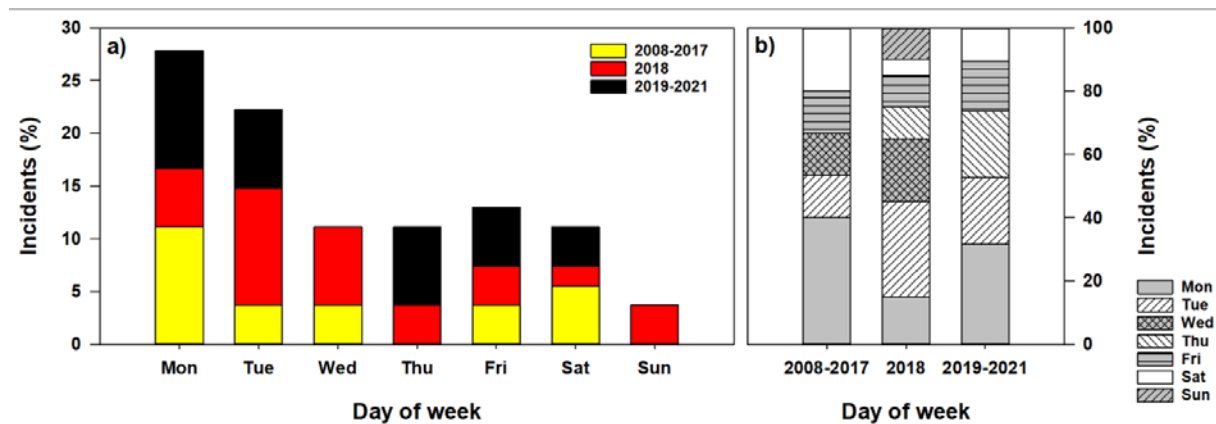 a)
2008-2017
2018
2019-2021
30
25
20
15
10
5
0
Incidents (%)
Mon Tue Wed Thu Fri Sat Sun
Day of week
b)
100
80
60
40
20
0
Incidents (%)
2008-2017 2018 2019-2021
Day of week
Mon
Tue
Wed
Thu
Fri
Sat
Sun